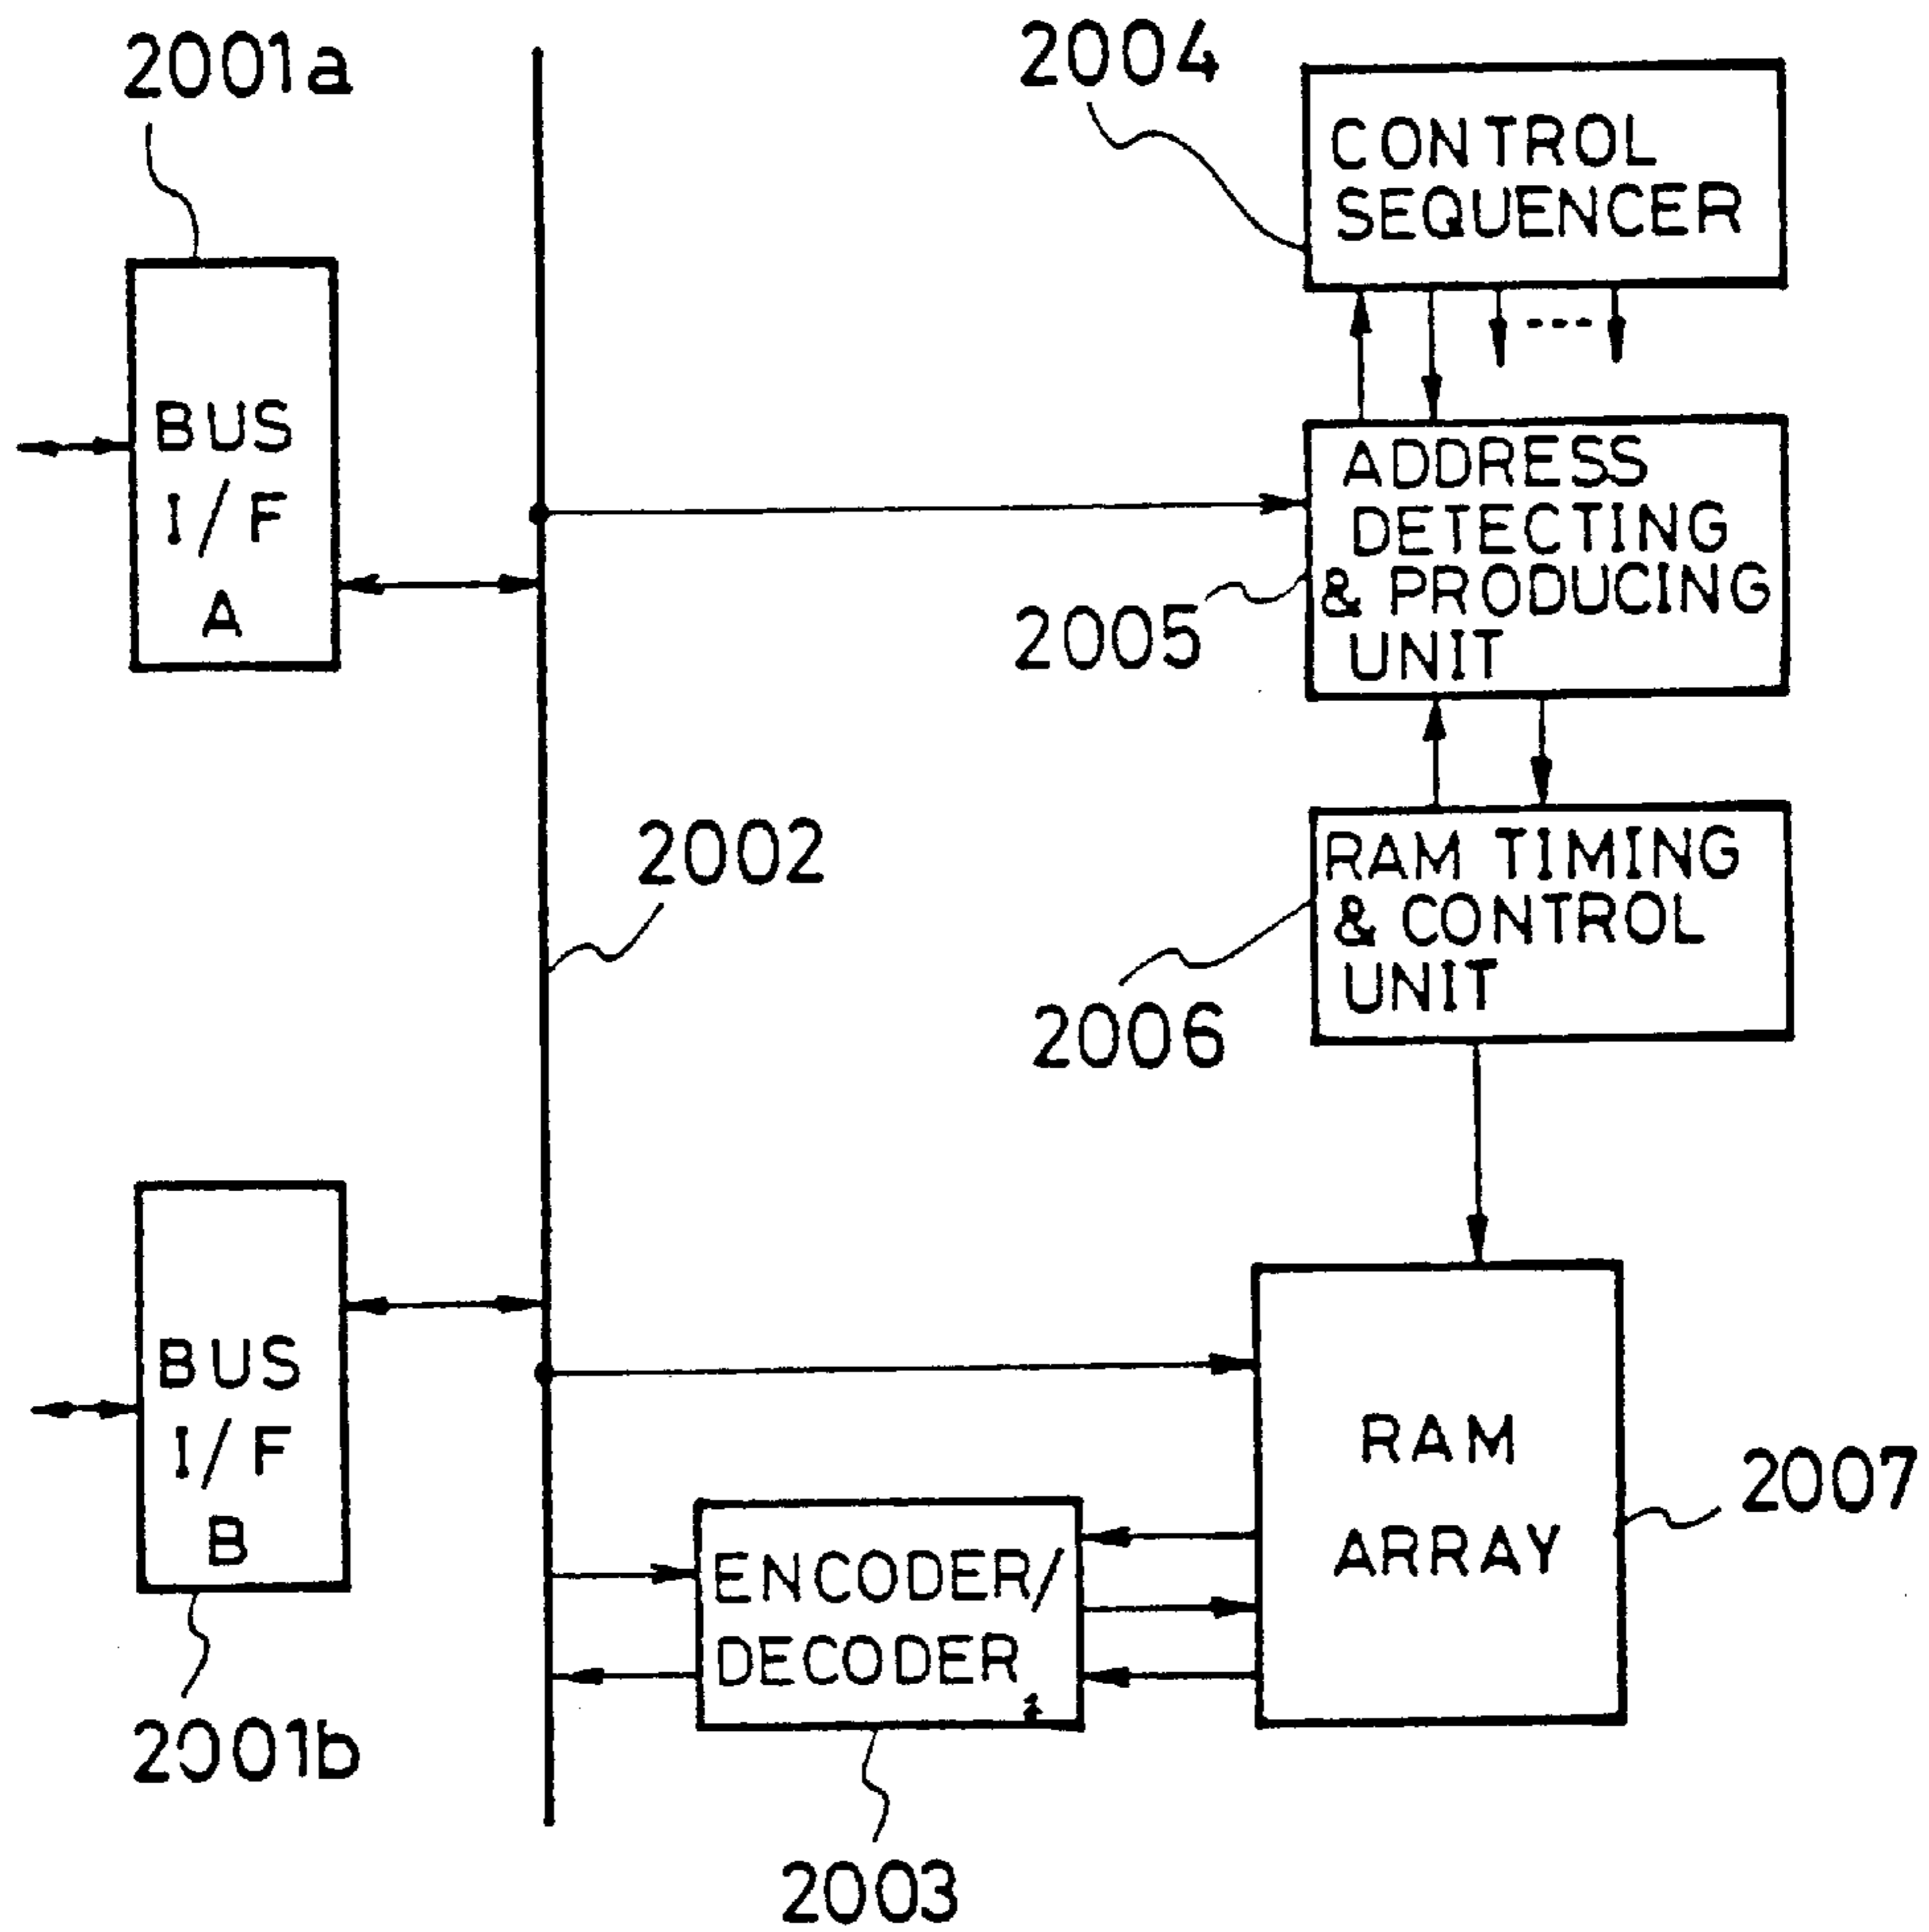 2001a
2004
CONTROL
SEQUENCER
BUS
I/F
A
ADDRESS
DETECTING
& PRODUCING
UNIT
2005
2002
RAM TIMING
& CONTROL
UNIT
2006
BUS
I/F
B
RAM
ARRAY
2007
ENCODER/
DECODER
2001b
2003